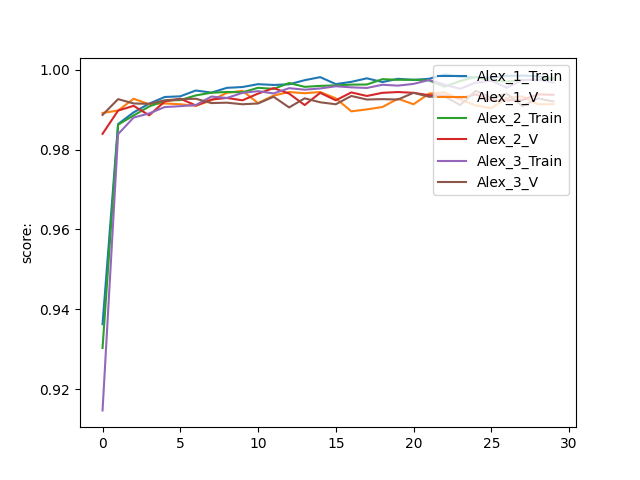 1.00
0.98
0.96
0.94
0.92
score:
0
5
10
15
20
25
30
Alex_1_Train
Alex_1_V
Alex_2_Train
Alex_2_V
Alex_3_Train
Alex_3_V